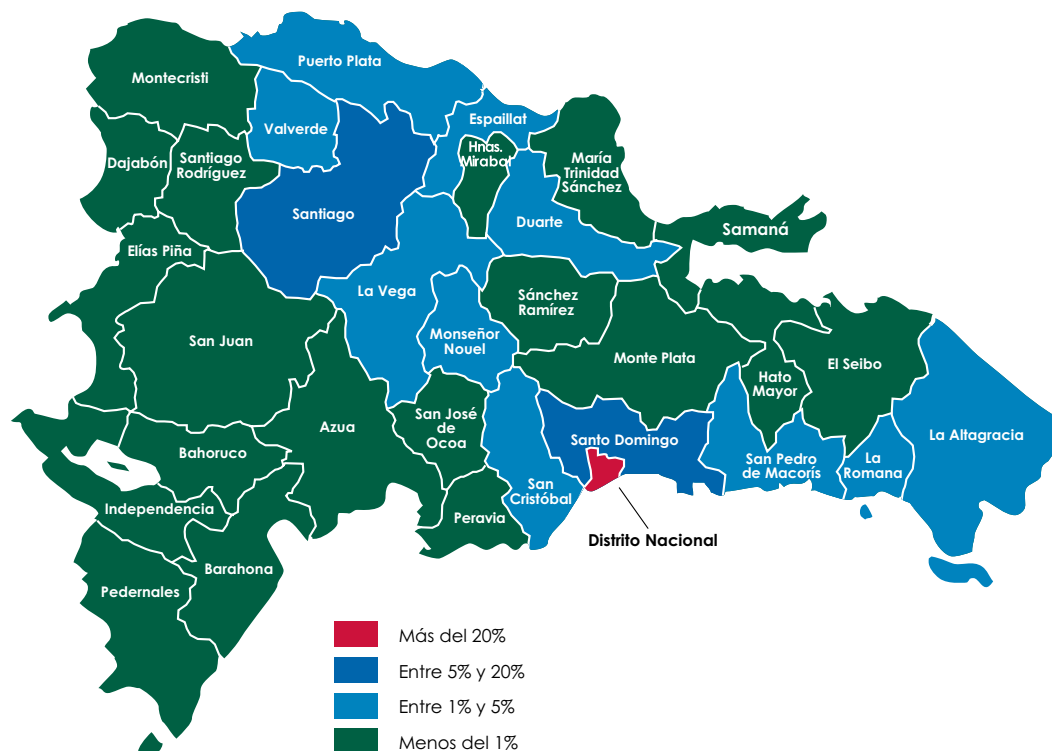 Puerto Plata
Montecristi
Espaillat
Valverde
Hnas.
Mirabal
Dajabón
Santiago
Rodríguez
María
Trinidad
Sánchez
Santiago
Duarte
Samaná
Elías Piña
La Vega
Sánchez
Ramírez
San Juan
Monseñor
Nouel
Monte Plata
El Seibo
Hato
Mayor
San José
de
Ocoa
Azua
Santo Domingo
La Altagracia
Bahoruco
San Pedro
de Macorís
La
Romana
San
Cristóbal
Independencia
Peravia
Distrito Nacional
Barahona
Pedernales
Más del 20%
Entre 5% y 20%
Entre 1% y 5%
Menos del 1%